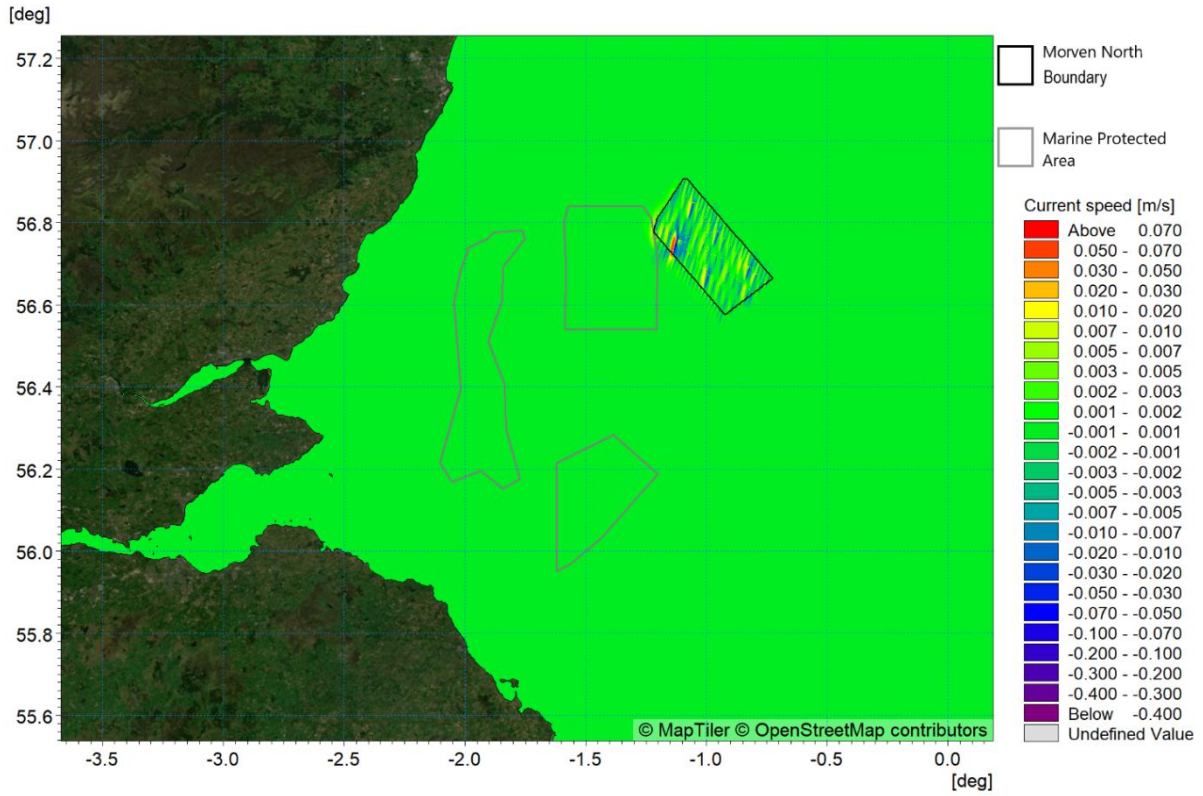 [deg]
57.2
57.0
56.8
56.6
56.4
56.2
56.0
55.8
55.6
-3.5
-3.0
-2.5
-2.0
-1.5
-1.0
-0.5
0.0
[deg]
© MapTiler © OpenStreetMap contributors
Morven North
Boundary
Marine Protected
Area
Current speed [m/s]
Above 0.070
0.050 - 0.070
0.030 - 0.050
0.020 - 0.030
0.010 - 0.020
0.007 - 0.010
0.005 - 0.007
0.003 - 0.005
0.002 - 0.003
0.001 - 0.002
-0.001 - 0.001
-0.002 - -0.001
-0.003 - -0.002
-0.005 - -0.003
-0.007 - -0.005
-0.010 - -0.007
-0.020 - -0.010
-0.030 - -0.020
-0.050 - -0.030
-0.070 - -0.050
-0.100 - -0.070
-0.200 - -0.100
-0.300 - -0.200
-0.400 - -0.300
Below -0.400
Undefined Value